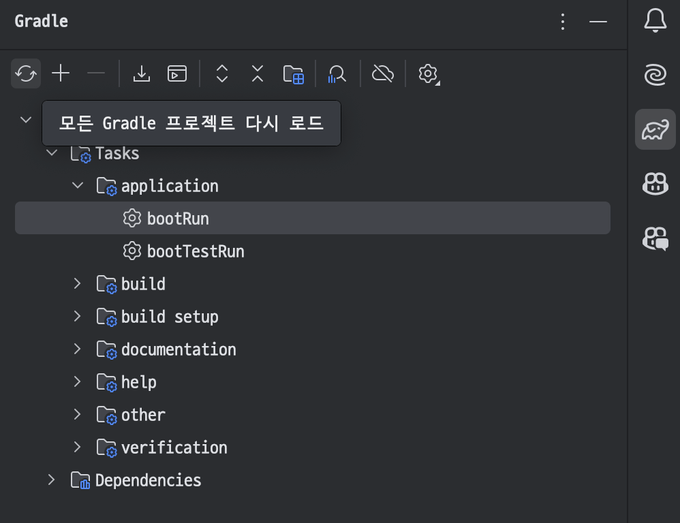 Gradle
모든 Gradle 프로젝트 다시 로드
Tasks
application
bootRun
bootTestRun
build
build setup
documentation
help
other
verification
Dependencies